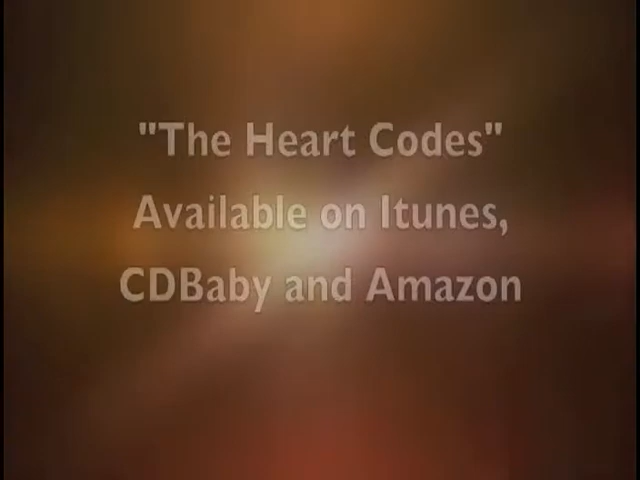 "The Heart Codes"
Available on Itunes,
CDBaby and Amazon